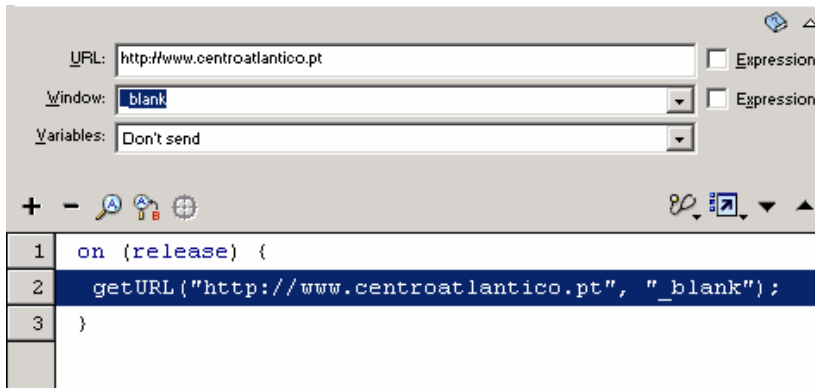 URL: http://www.centroatlantico.pt Expression
Window: _blank Expression
Variables: Don't send
1 on (release) {
2 getURL("http://www.centroatlantico.pt", "_blank");
3 }